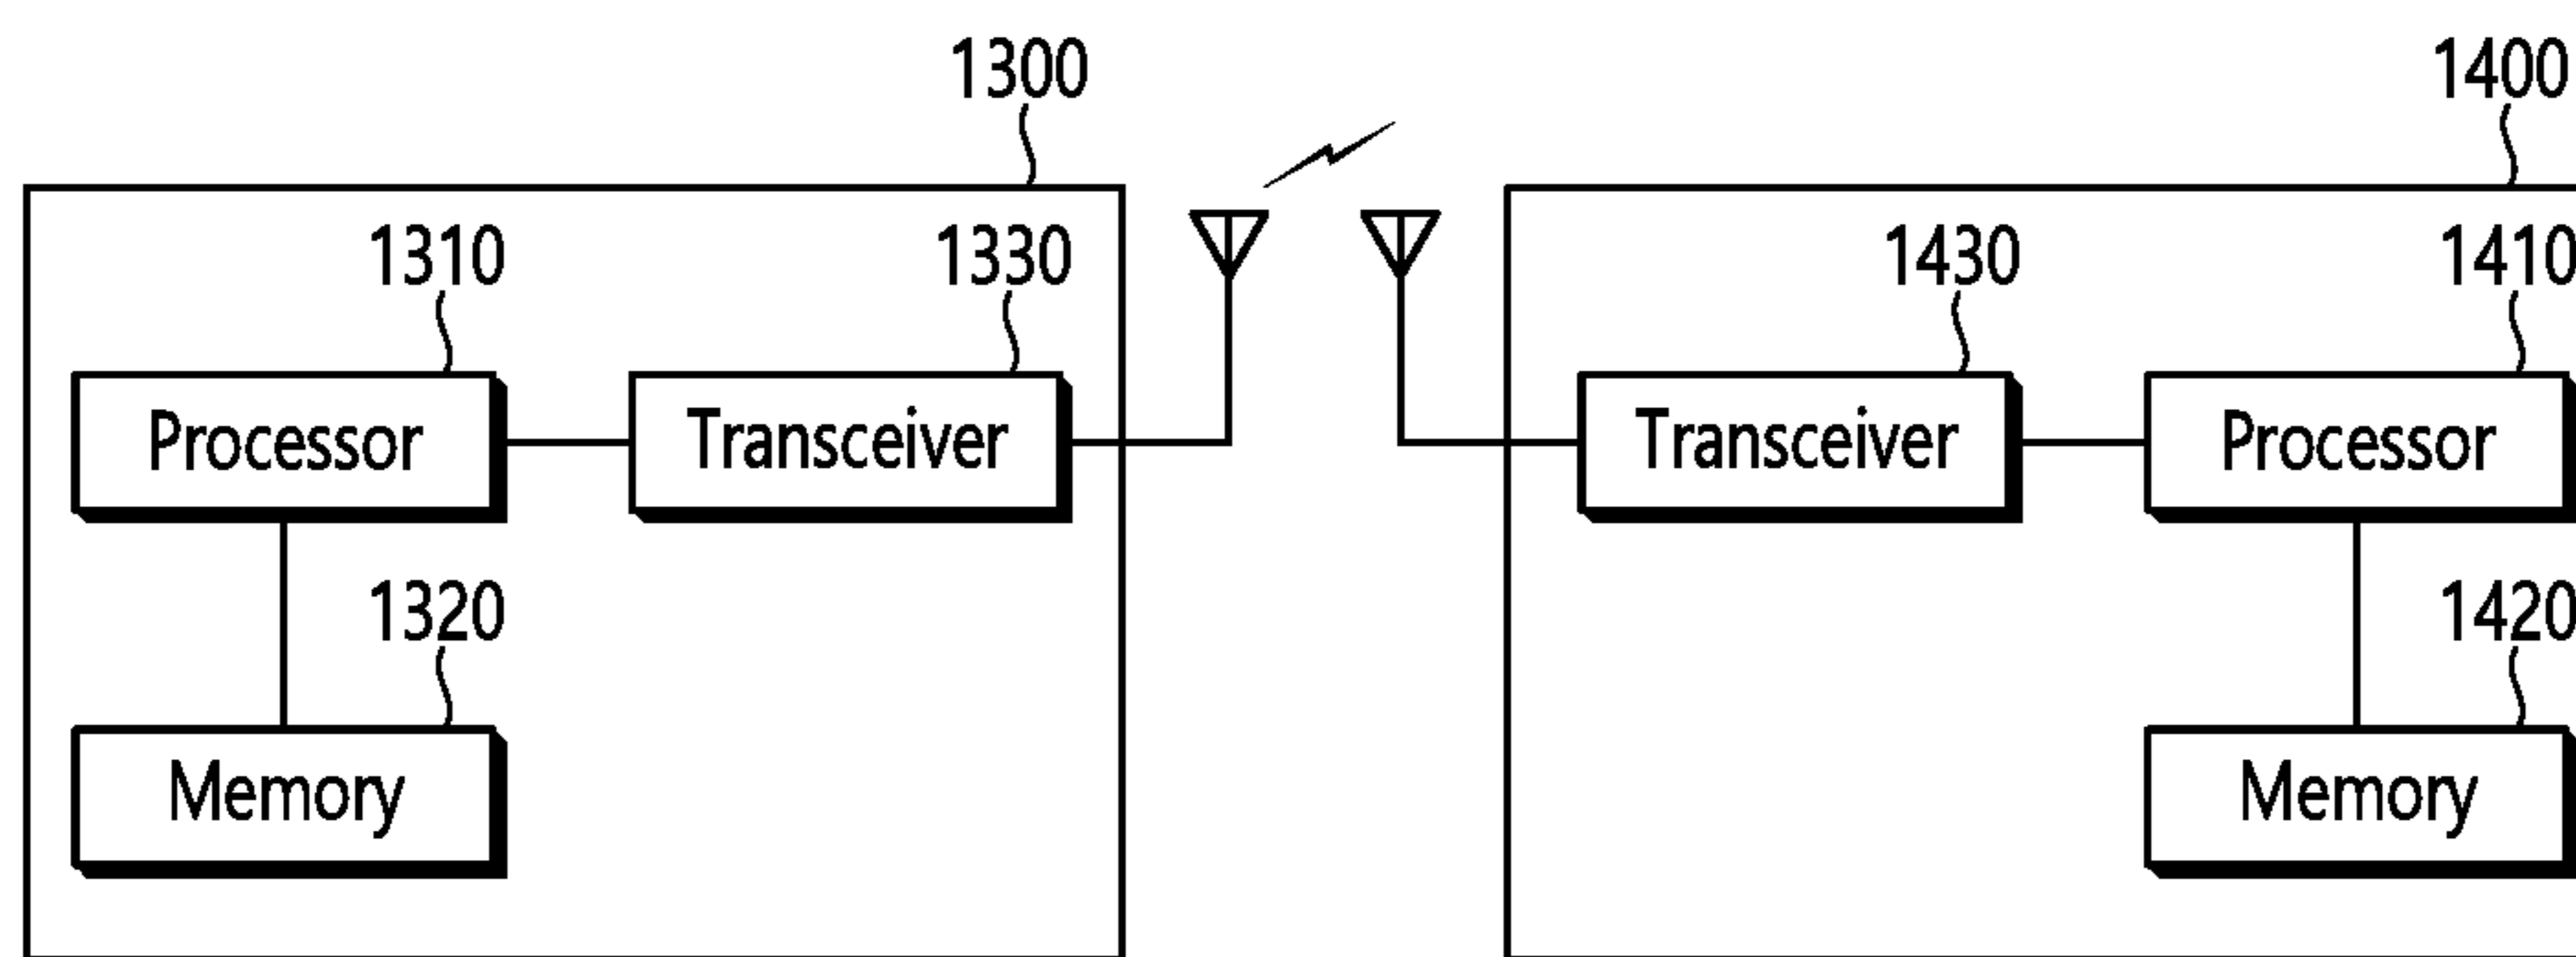 1300
1400
1310
1330
1430
1410
Processor
Transceiver
Transceiver
Processor
1320
1420
Memory
Memory